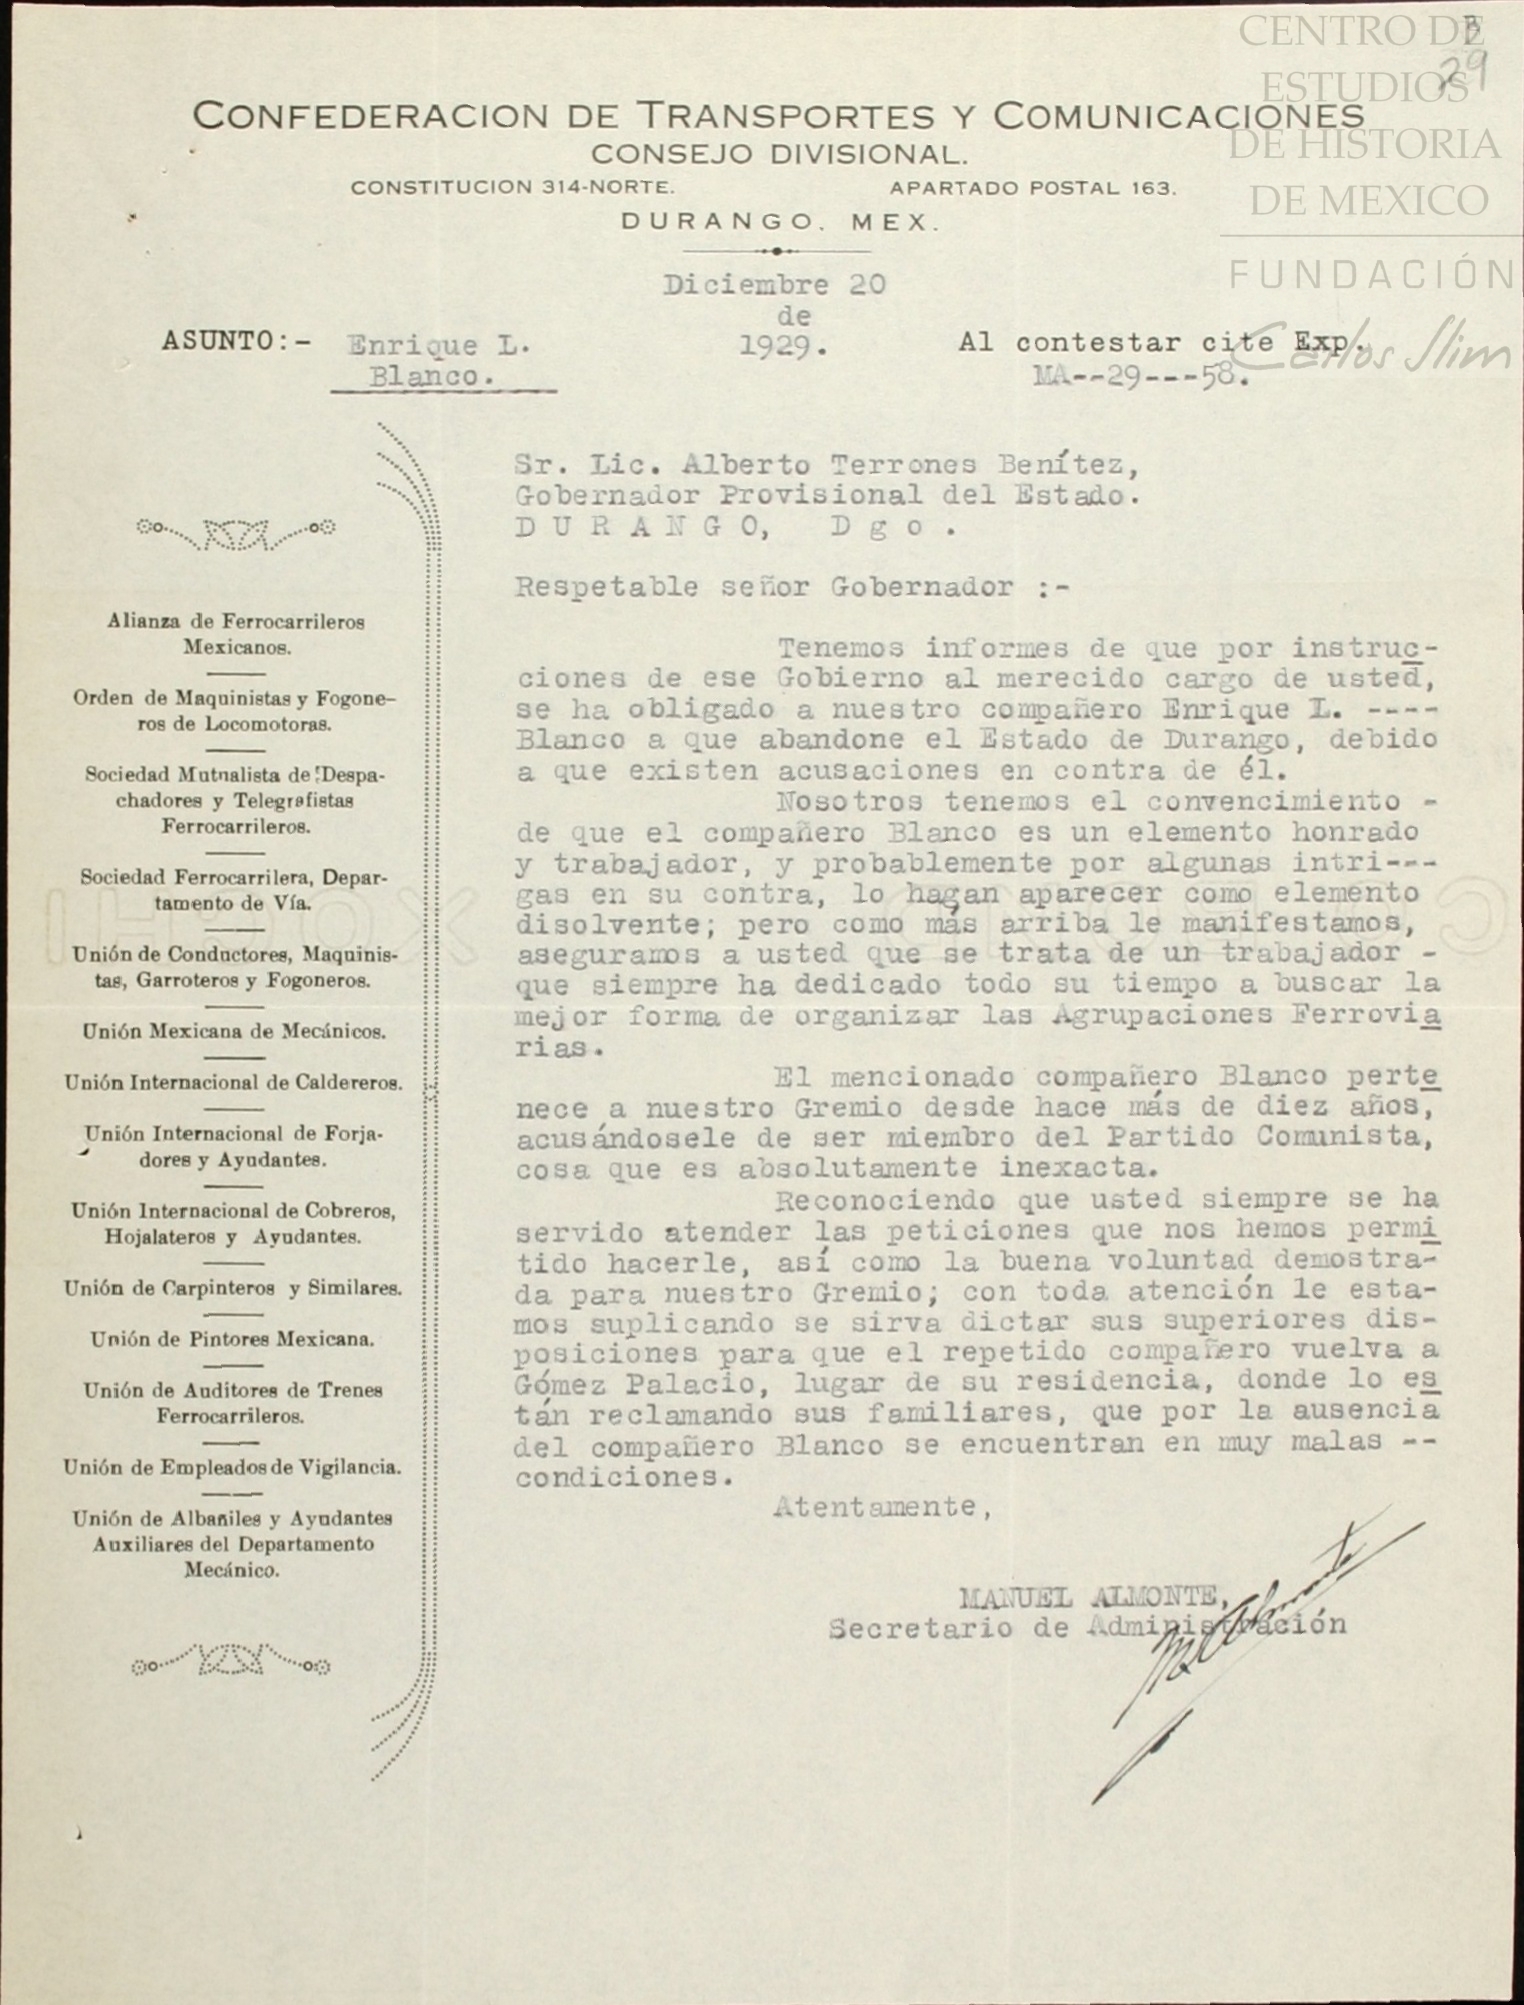 CENTRO DE
ESTUDIOS
DE HISTORIA
DE MEXICO
FUNDACIÓN
Carlos Slim
29
CONFEDERACION DE TRANSPORTES Y COMUNICACIONES
CONSEJO DIVISIONAL.
CONSTITUCION 314-NORTE. APARTADO POSTAL 163.
DURANGO. MEX.
Diciembre 20
de
1929.
ASUNTO:- Enrique L.
Blanco.
Al contestar cite Exp.
MA--29---58.
Alianza de Ferrocarrileros
Mexicanos.
Orden de Maquinistas y Fogone-
ros de Locomotoras.
Sociedad Mutualista de Despa-
chadores y Telegrafistas
Ferrocarrileros.
Sociedad Ferrocarrilera, Depar-
tamento de Vía.
Unión de Conductores, Maquinis-
tas, Garroteros y Fogoneros.
Unión Mexicana de Mecánicos.
Unión Internacional de Caldereros.
Unión Internacional de Forja-
dores y Ayudantes.
Unión Internacional de Cobreros,
Hojalateros y Ayudantes.
Unión de Carpinteros y Similares.
Unión de Pintores Mexicana.
Unión de Auditores de Trenes
Ferrocarrileros.
Unión de Empleados de Vigilancia.
Unión de Albañiles y Ayudantes
Auxiliares del Departamento
Mecánico.
Sr. Lic. Alberto Terrones Benítez,
Gobernador Provisional del Estado.
D U R A N G O, D g o .
Respetable señor Gobernador :-
Tenemos informes de que por instruc-
ciones de ese Gobierno al merecido cargo de usted,
se ha obligado a nuestro compañero Enrique L. ----
Blanco a que abandone el Estado de Durango, debido
a que existen acusaciones en contra de él.
Nosotros tenemos el convencimiento -
de que el compañero Blanco es un elemento honrado
y trabajador, y probablemente por algunas intri---
gas en su contra, lo hagan aparecer como elemento
disolvente; pero como más arriba le manifestamos,
aseguramos a usted que se trata de un trabajador -
que siempre ha dedicado todo su tiempo a buscar la
mejor forma de organizar las Agrupaciones Ferrovia
rias.
El mencionado compañero Blanco perte
nece a nuestro Gremio desde hace más de diez años,
acusándosele de ser miembro del Partido Comunista,
cosa que es absolutamente inexacta.
Reconociendo que usted siempre se ha
servido atender las peticiones que nos hemos permi
tido hacerle, así como la buena voluntad demostra-
da para nuestro Gremio; con toda atención le esta-
mos suplicando se sirva dictar sus superiores dis-
posiciones para que el repetido compañero vuelva a
Gómez Palacio, lugar de su residencia, donde lo es
tán reclamando sus familiares, que por la ausencia
del compañero Blanco se encuentran en muy malas --
condiciones.
Atentamente,
MANUEL ALMONTE,
Secretario de Administración